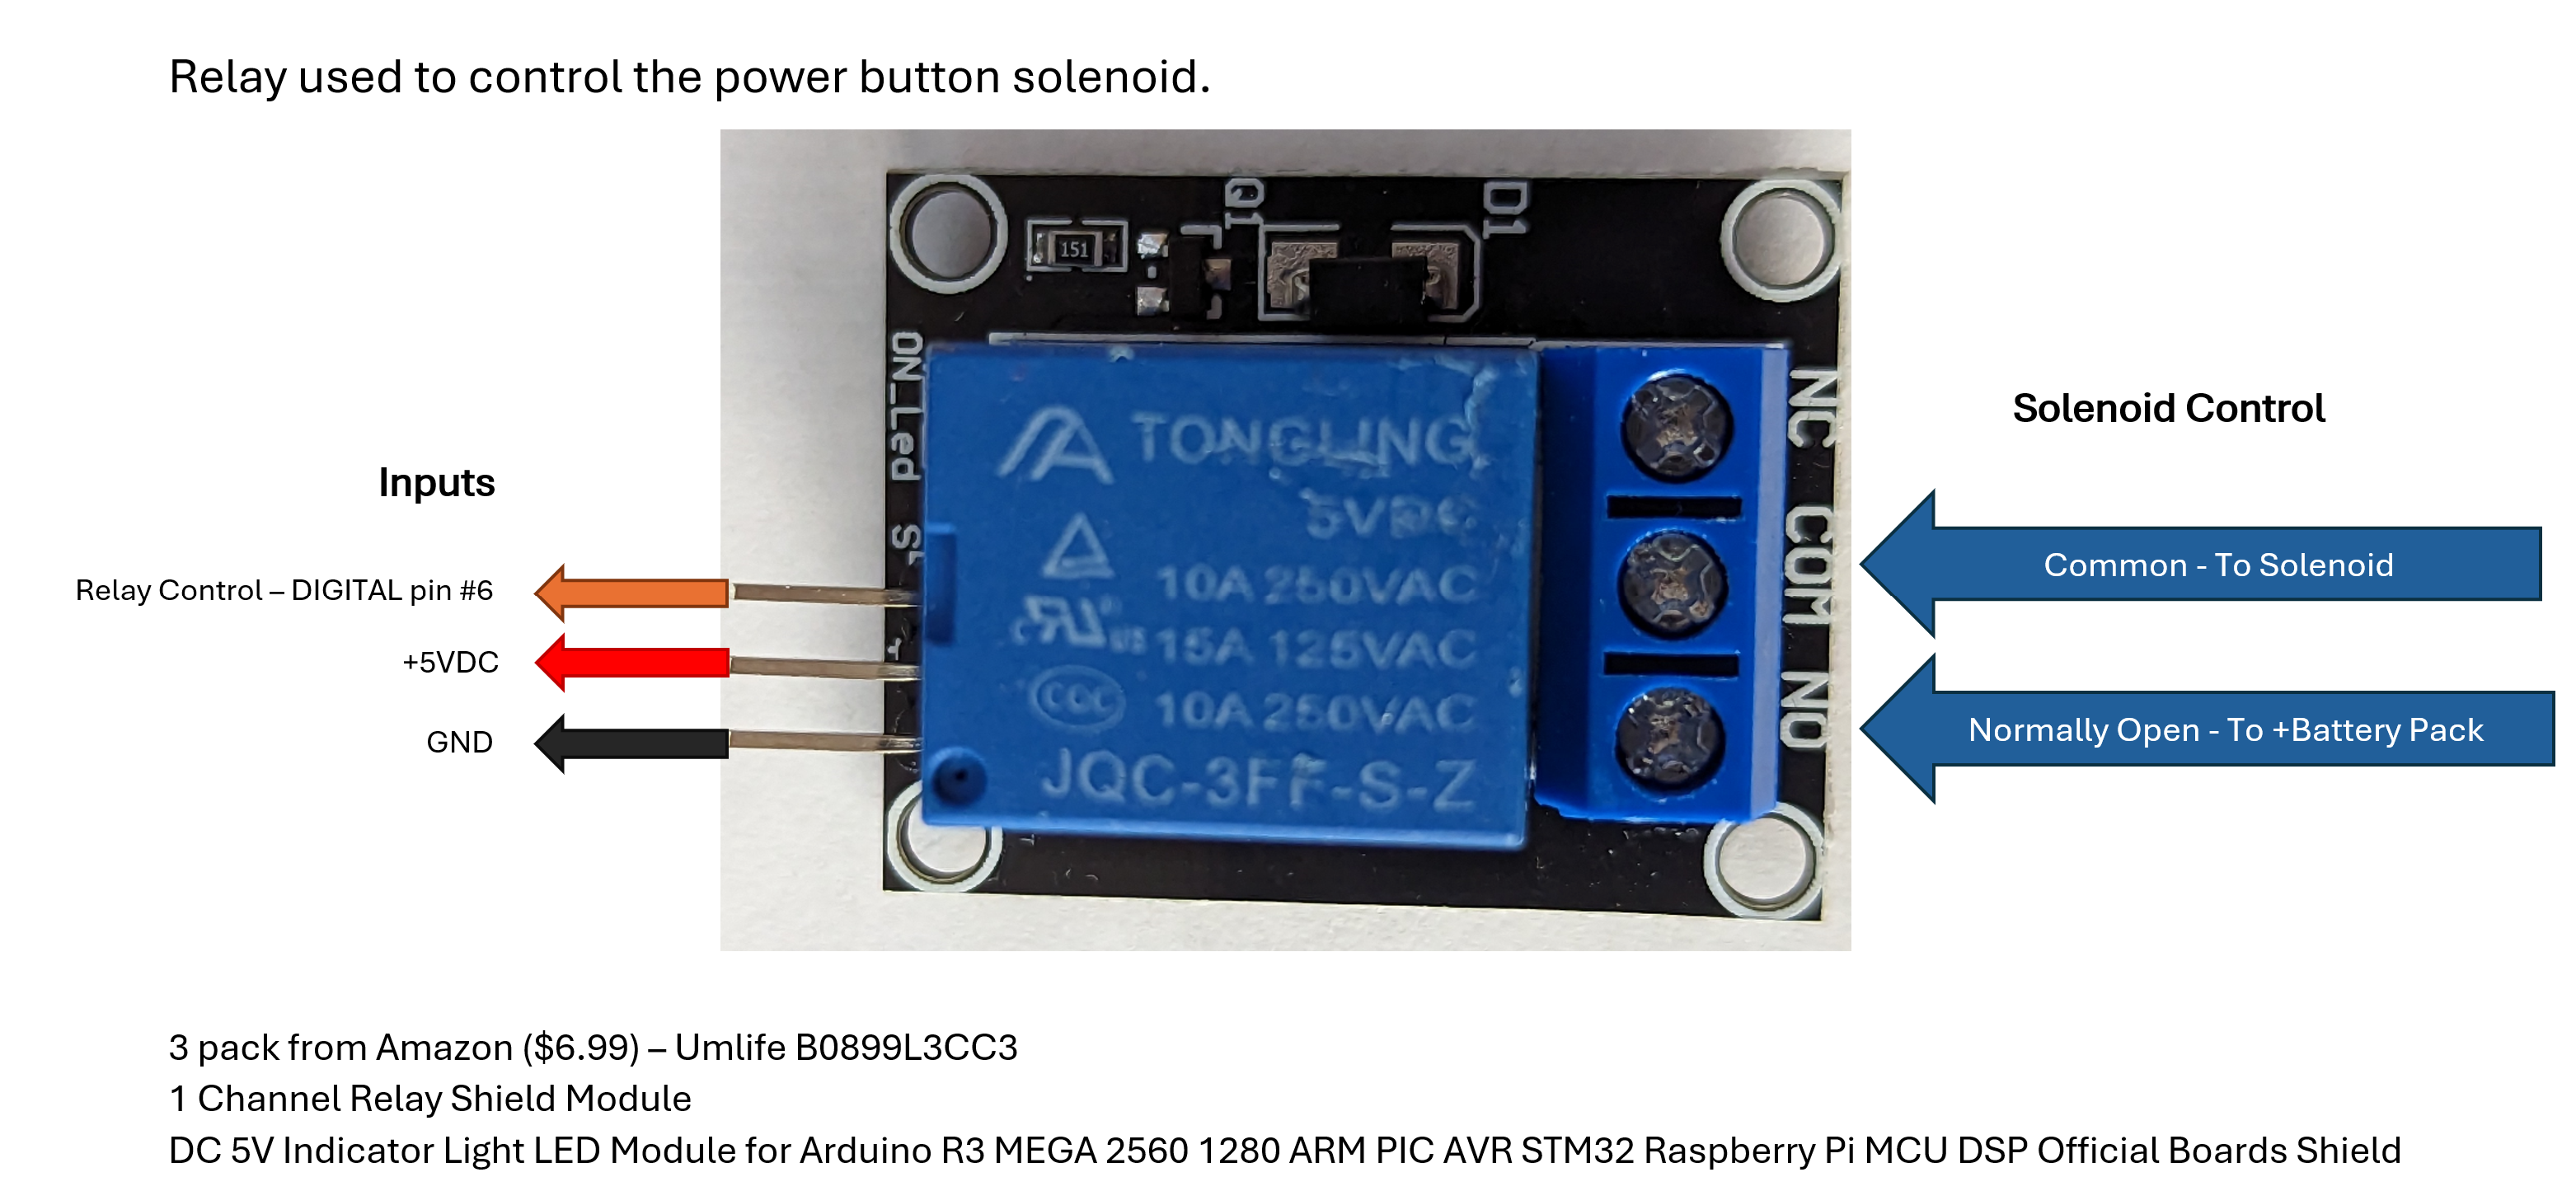 Relay used to control the power button solenoid.
Q1
D1
151
ON_Led
S
NC
COM
NO
TONGLING
5VDC
10A 250VAC
15A 125VAC
10A 250VAC
JQC-3FF-S-Z
Inputs
Relay Control – DIGITAL pin #6
+5VDC
GND
Solenoid Control
Common - To Solenoid
Normally Open - To +Battery Pack
3 pack from Amazon ($6.99) – Umlife B0899L3CC3
1 Channel Relay Shield Module
DC 5V Indicator Light LED Module for Arduino R3 MEGA 2560 1280 ARM PIC AVR STM32 Raspberry Pi MCU DSP Official Boards Shield